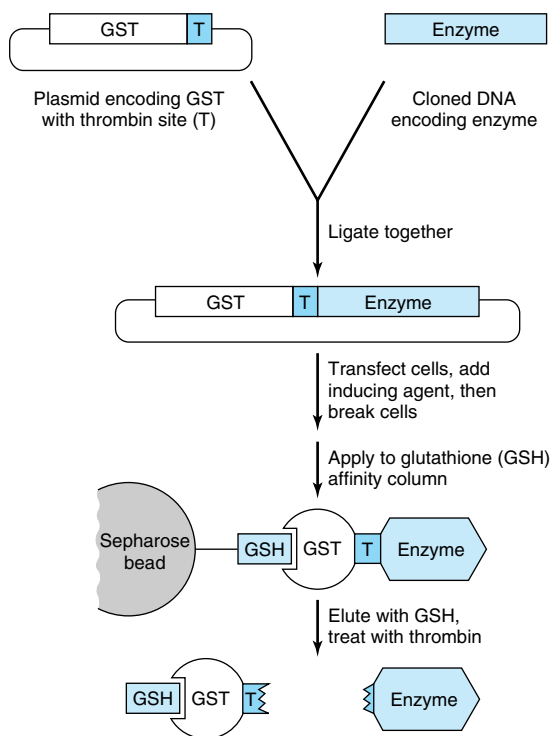 GST T
Enzyme
Plasmid encoding GST
with thrombin site (T)
Cloned DNA
encoding enzyme
Ligate together
GST T Enzyme
Transfect cells, add
inducing agent, then
break cells
Apply to glutathione (GSH)
affinity column
Sepharose
bead
GSH GST T Enzyme
Elute with GSH,
treat with thrombin
GSH GST T Enzyme